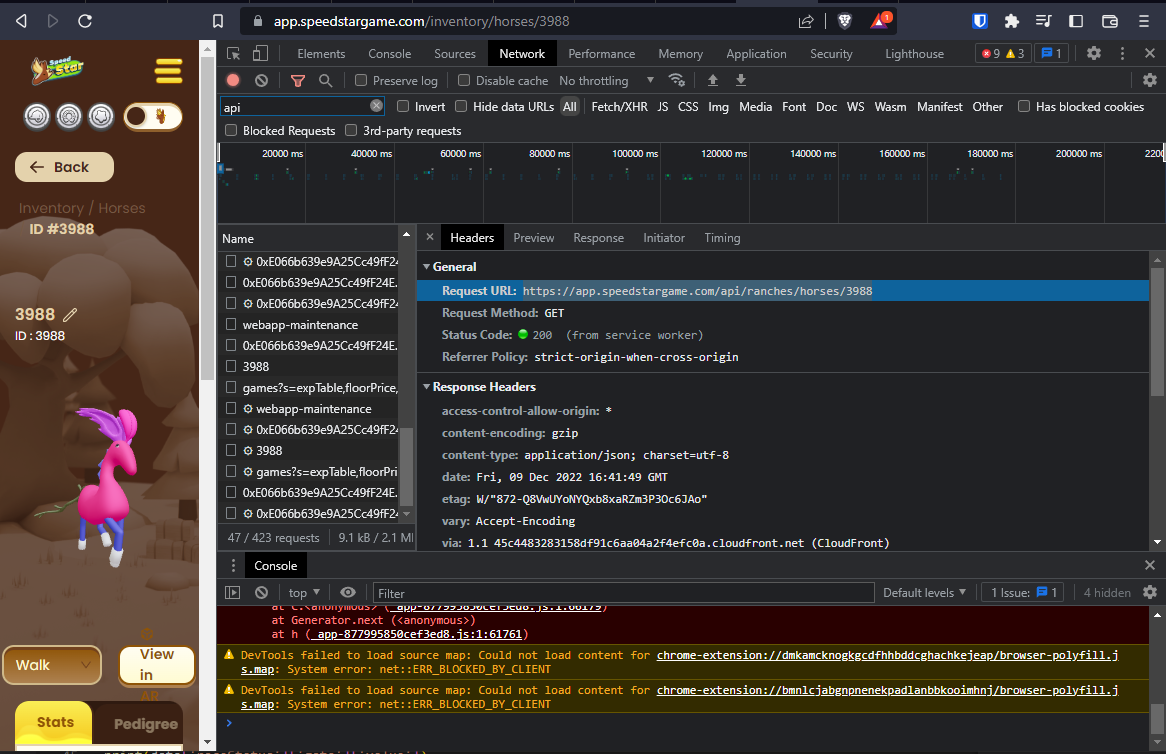 app.speedstargame.com/inventory/horses/3988
1
Speed
Star
Back
Inventory / Horses
ID #3988
3988
ID : 3988
Walk
View
in
AR
Stats
Pedigree
Elements Console Sources Network Performance Memory Application Security Lighthouse 9 3 1
Preserve log Disable cache No throttling
api Invert Hide data URLs All Fetch/XHR JS CSS Img Media Font Doc WS Wasm Manifest Other Has blocked cookies
Blocked Requests 3rd-party requests
20000 ms 40000 ms 60000 ms 80000 ms 100000 ms 120000 ms 140000 ms 160000 ms 180000 ms 200000 ms 2200
Name
0xE066b639e9A25Cc49fF24
0xE066b639e9A25Cc49fF24E.
0xE066b639e9A25Cc49fF24
webapp-maintenance
0xE066b639e9A25Cc49fF24E.
3988
games?s=expTable,floorPrice,
webapp-maintenance
0xE066b639e9A25Cc49fF24
3988
games?s=expTable,floorPri
0xE066b639e9A25Cc49fF24E.
0xE066b639e9A25Cc49fF24
47 / 423 requests 9.1 kB / 2.1 M
Headers Preview Response Initiator Timing
General
Request URL: https://app.speedstargame.com/api/ranches/horses/3988
Request Method: GET
Status Code: 200 (from service worker)
Referrer Policy: strict-origin-when-cross-origin
Response Headers
access-control-allow-origin: *
content-encoding: gzip
content-type: application/json; charset=utf-8
date: Fri, 09 Dec 2022 16:41:49 GMT
etag: W/"872-Q8VwUYoNYQxb8xaRZm3P3Oc6JAo"
vary: Accept-Encoding
via: 1.1 45c4483283158df91c6aa04a2f4efc0a.cloudfront.net (CloudFront)
Console
top Filter Default levels 1 Issue: 1 4 hidden
at c.<anonymous> (_app-877995850cef3ed8.js:1:66179)
at Generator.next (<anonymous>)
at h (_app-877995850cef3ed8.js:1:61761)
DevTools failed to load source map: Could not load content for chrome-extension://dmkamcknogkgcdfhhbddcghachkejeap/browser-polyfill.j
s.map: System error: net::ERR_BLOCKED_BY_CLIENT
DevTools failed to load source map: Could not load content for chrome-extension://bmnlcjabgnpnenekpadlanbbkooimhnj/browser-polyfill.j
s.map: System error: net::ERR_BLOCKED_BY_CLIENT